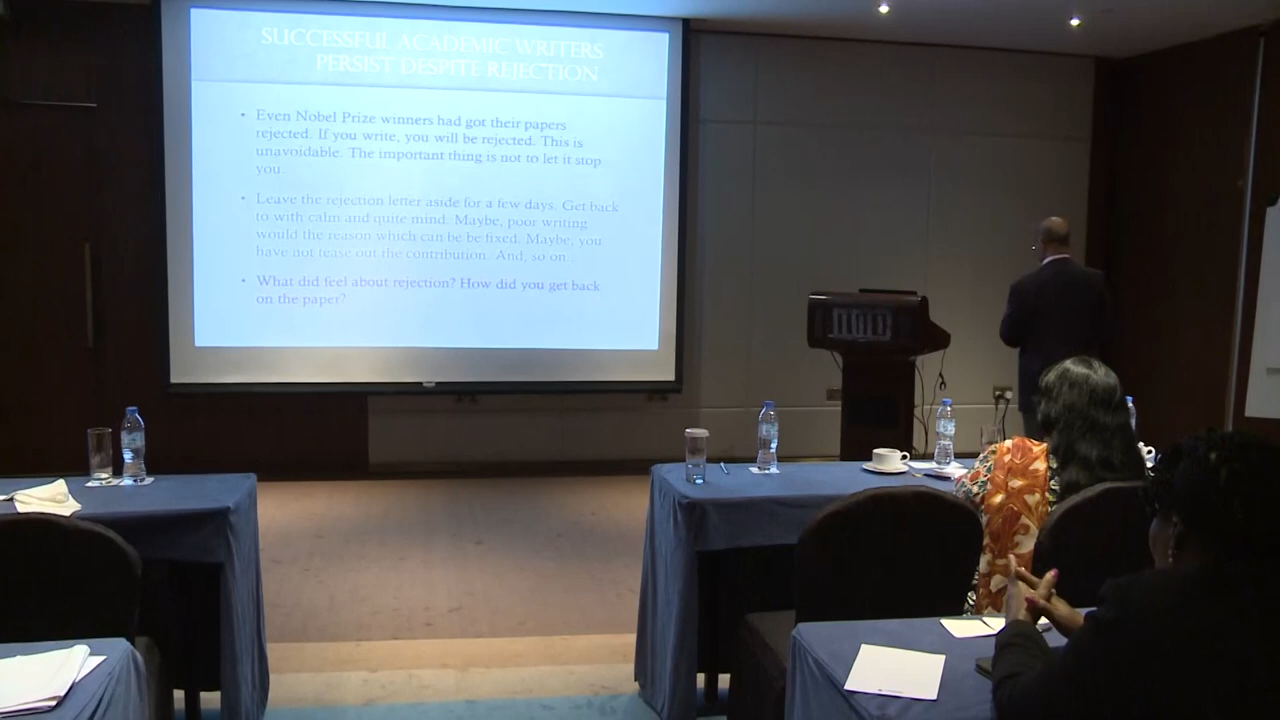 SUCCESSFUL ACADEMIC WRITERS
PERSIST DESPITE REJECTION
• Even Nobel Prize winners had got their papers
rejected. If you write, you will be rejected. This is
unavoidable. The important thing is not to let it stop
you.
• Leave the rejection letter aside for a few days. Get back
to with calm and quite mind. Maybe, poor writing
would the reason which can be be fixed. Maybe, you
have not tease out the contribution. And, so on...
• What did feel about rejection? How did you get back
on the paper?